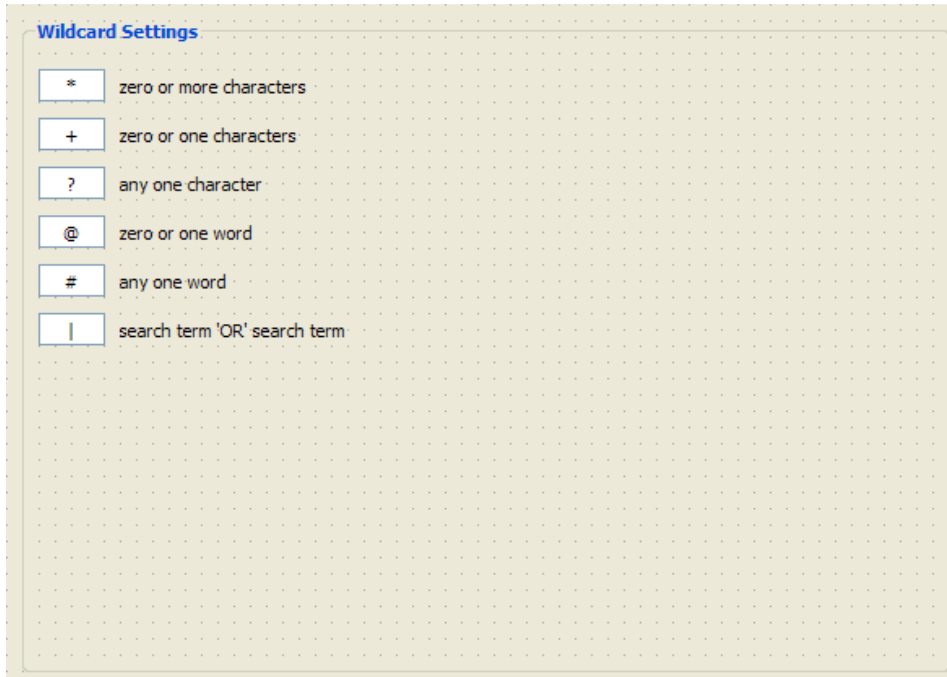 Wildcard Settings
* zero or more characters
+ zero or one characters
? any one character
@ zero or one word
# any one word
| search term 'OR' search term